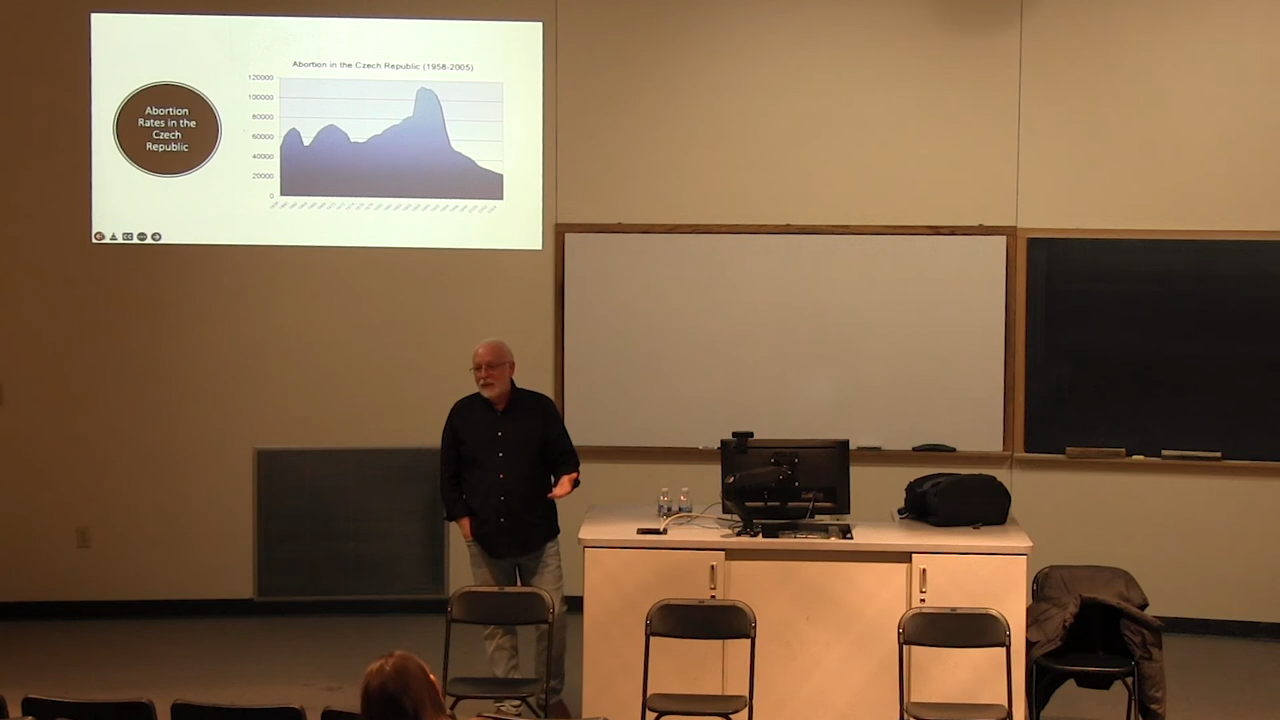 Abortion
Rates in the
Czech
Republic
Abortion in the Czech Republic (1958-2005)
120000
100000
80000
60000
40000
20000
0
CC